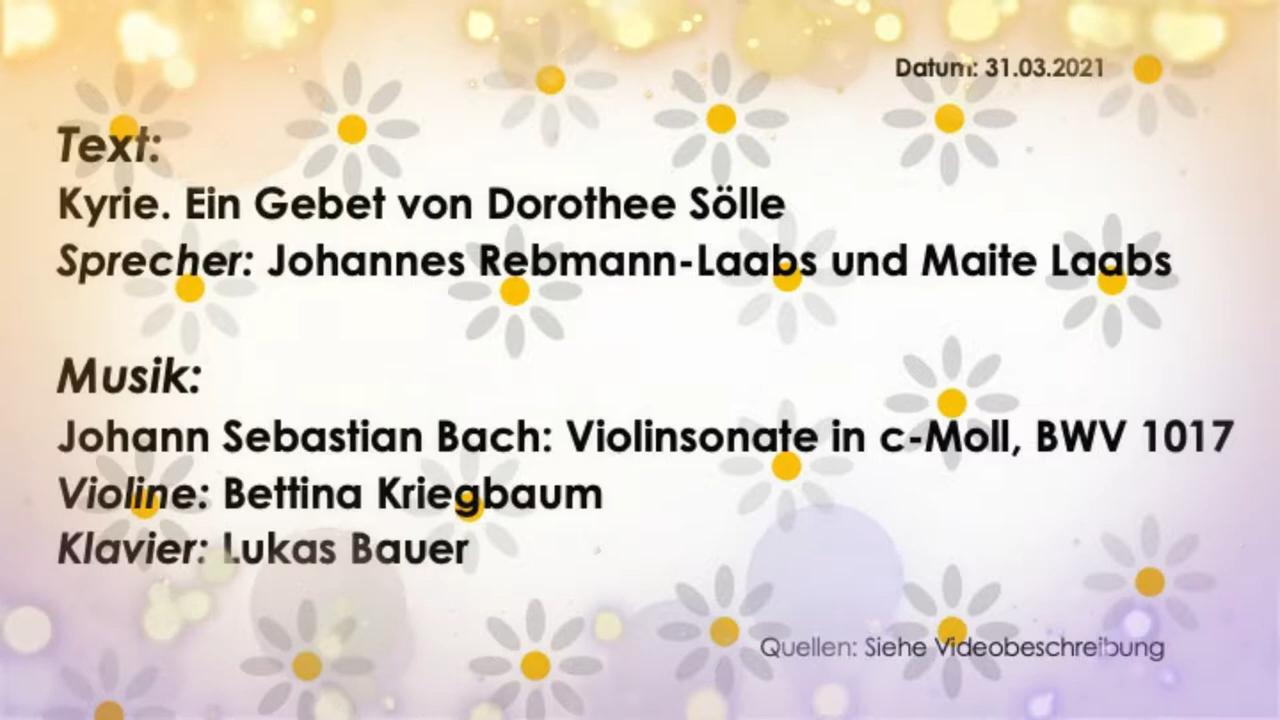 Datum: 31.03.2021
Text:
Kyrie. Ein Gebet von Dorothee Sölle
Sprecher: Johannes Rebmann-Laabs und Maite Laabs
Musik:
Johann Sebastian Bach: Violinsonate in c-Moll, BWV 1017
Violine: Bettina Kriegbaum
Klavier: Lukas Bauer
Quellen: Siehe Videobeschreibung